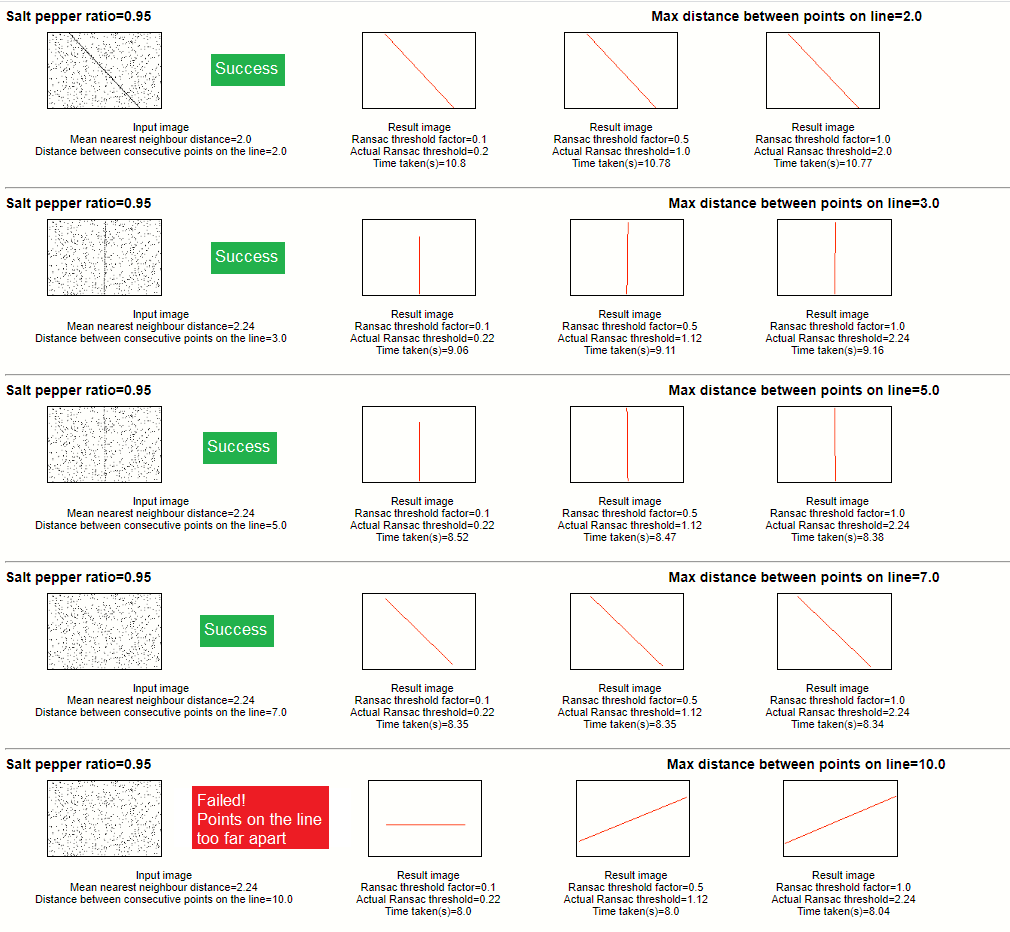 Salt pepper ratio=0.95
Max distance between points on line=2.0
Success
Input image
Mean nearest neighbour distance=2.0
Distance between consecutive points on the line=2.0
Result image
Ransac threshold factor=0.1
Actual Ransac threshold=0.2
Time taken(s)=10.8
Result image
Ransac threshold factor=0.5
Actual Ransac threshold=1.0
Time taken(s)=10.78
Result image
Ransac threshold factor=1.0
Actual Ransac threshold=2.0
Time taken(s)=10.77
Salt pepper ratio=0.95
Max distance between points on line=3.0
Success
Input image
Mean nearest neighbour distance=2.24
Distance between consecutive points on the line=3.0
Result image
Ransac threshold factor=0.1
Actual Ransac threshold=0.22
Time taken(s)=9.06
Result image
Ransac threshold factor=0.5
Actual Ransac threshold=1.12
Time taken(s)=9.11
Result image
Ransac threshold factor=1.0
Actual Ransac threshold=2.24
Time taken(s)=9.16
Salt pepper ratio=0.95
Max distance between points on line=5.0
Success
Input image
Mean nearest neighbour distance=2.24
Distance between consecutive points on the line=5.0
Result image
Ransac threshold factor=0.1
Actual Ransac threshold=0.22
Time taken(s)=8.52
Result image
Ransac threshold factor=0.5
Actual Ransac threshold=1.12
Time taken(s)=8.47
Result image
Ransac threshold factor=1.0
Actual Ransac threshold=2.24
Time taken(s)=8.38
Salt pepper ratio=0.95
Max distance between points on line=7.0
Success
Input image
Mean nearest neighbour distance=2.24
Distance between consecutive points on the line=7.0
Result image
Ransac threshold factor=0.1
Actual Ransac threshold=0.22
Time taken(s)=8.35
Result image
Ransac threshold factor=0.5
Actual Ransac threshold=1.12
Time taken(s)=8.35
Result image
Ransac threshold factor=1.0
Actual Ransac threshold=2.24
Time taken(s)=8.34
Salt pepper ratio=0.95
Max distance between points on line=10.0
Failed!
Points on the line
too far apart
Input image
Mean nearest neighbour distance=2.24
Distance between consecutive points on the line=10.0
Result image
Ransac threshold factor=0.1
Actual Ransac threshold=0.22
Time taken(s)=8.0
Result image
Ransac threshold factor=0.5
Actual Ransac threshold=1.12
Time taken(s)=8.0
Result image
Ransac threshold factor=1.0
Actual Ransac threshold=2.24
Time taken(s)=8.04